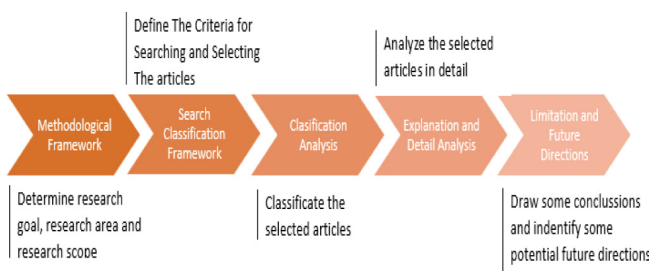 Define The Criteria for
Searching and Selecting
The articles
Analyze the selected
articles in detail
Methodological
Framework
Search
Classification
Framework
Clasification
Analysis
Explanation and
Detail Analysis
Limitation and
Future
Directions
Determine research
goal, research area and
research scope
Classificate the
selected articles
Draw some conclussions
and indentify some
potential future directions